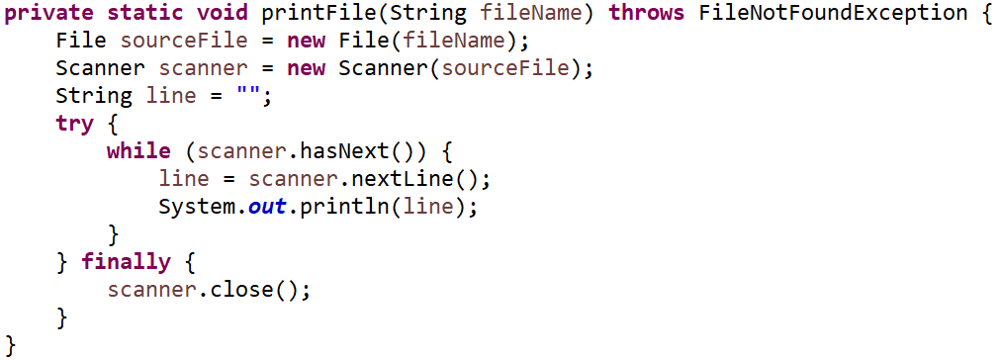 private static void printFile(String fileName) throws FileNotFoundException {
    File sourceFile = new File(fileName);
    Scanner scanner = new Scanner(sourceFile);
    String line = "";
    try {
        while (scanner.hasNext()) {
            line = scanner.nextLine();
            System.out.println(line);
        }
    } finally {
        scanner.close();
    }
}